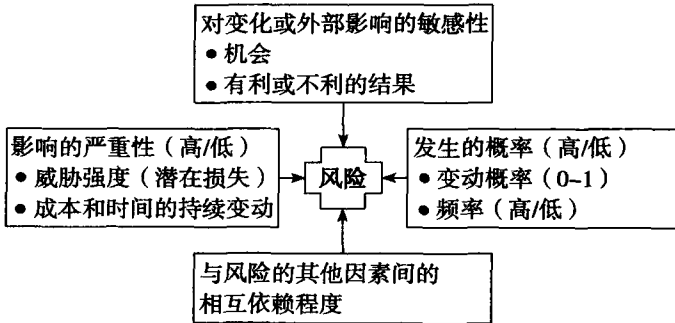 对变化或外部影响的敏感性
● 机会
● 有利或不利的结果
影响的严重性（高/低）
● 威胁强度（潜在损失）
● 成本和时间的持续变动
风险
发生的概率（高/低）
● 变动概率（0-1）
● 频率（高/低）
与风险的其他因素间的
相互依赖程度